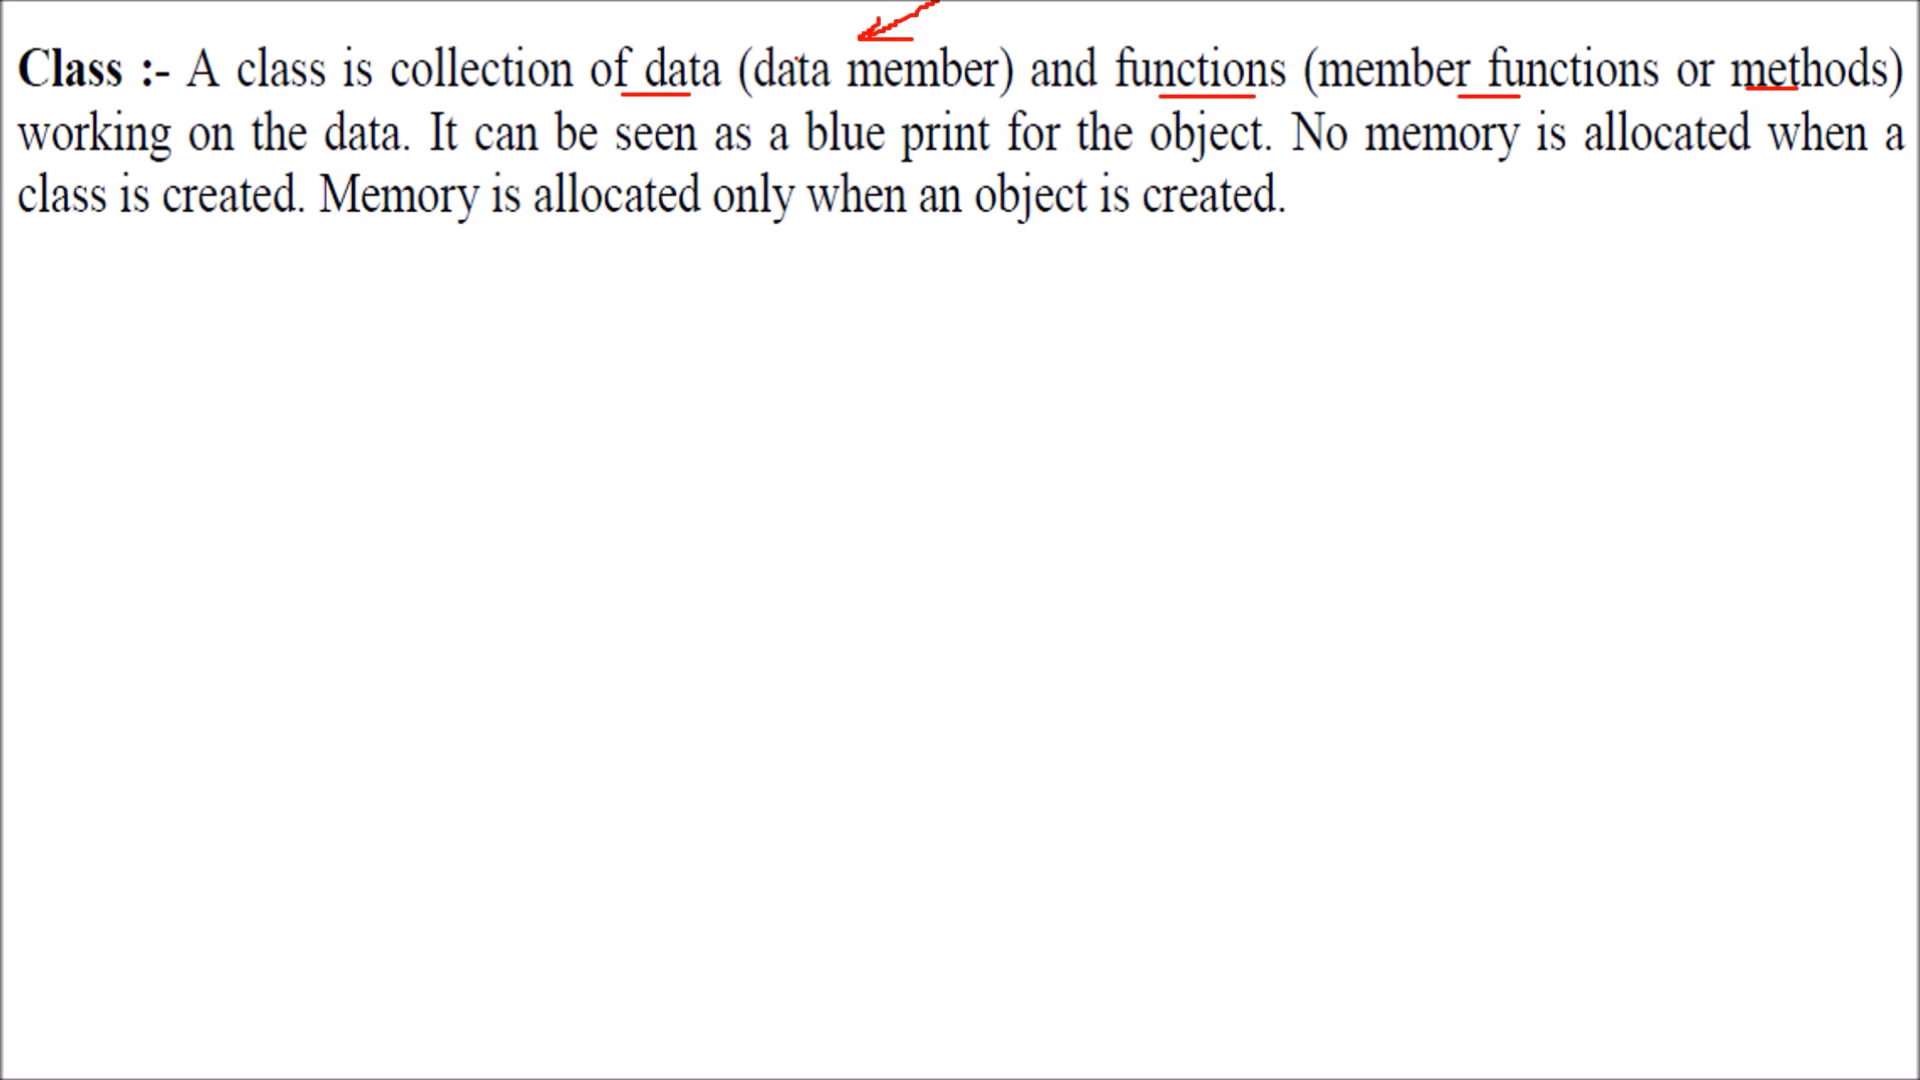 Class :- A class is collection of data (data member) and functions (member functions or methods)
working on the data. It can be seen as a blue print for the object. No memory is allocated when a
class is created. Memory is allocated only when an object is created.